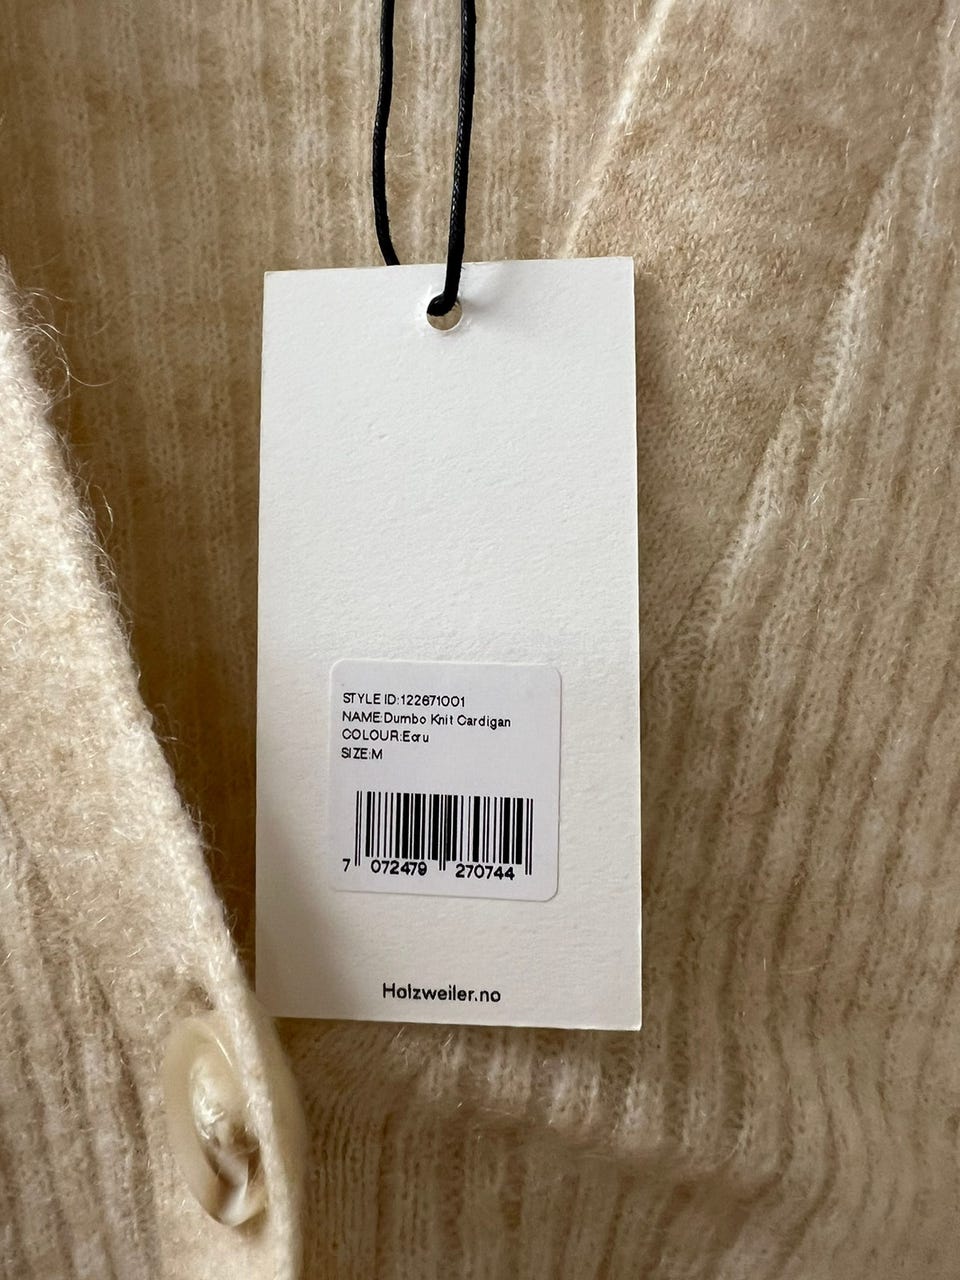 STYLE ID:122671001
NAME:Dumbo Knit Cardigan
COLOUR:Ecru
SIZE:M
7 072479 270744
Holzweiler.no